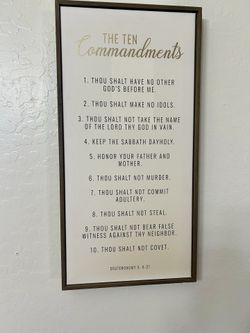 THE TEN
Commandments
1. THOU SHALT HAVE NO OTHER
GOD'S BEFORE ME.
2. THOU SHALT MAKE NO IDOLS.
3. THOU SHALT NOT TAKE THE NAME
OF THE LORD THY GOD IN VAIN.
4. KEEP THE SABBATH DAYHOLY.
5. HONOR YOUR FATHER AND
MOTHER.
6. THOU SHALT NOT MURDER.
7. THOU SHALT NOT COMMIT
ADULTERY.
8. THOU SHALT NOT STEAL.
9. THOU SHALT NOT BEAR FALSE
WITNESS AGAINST THY NEIGHBOR.
10. THOU SHALT NOT COVET.
DEUTERONOMY 5: 6-21